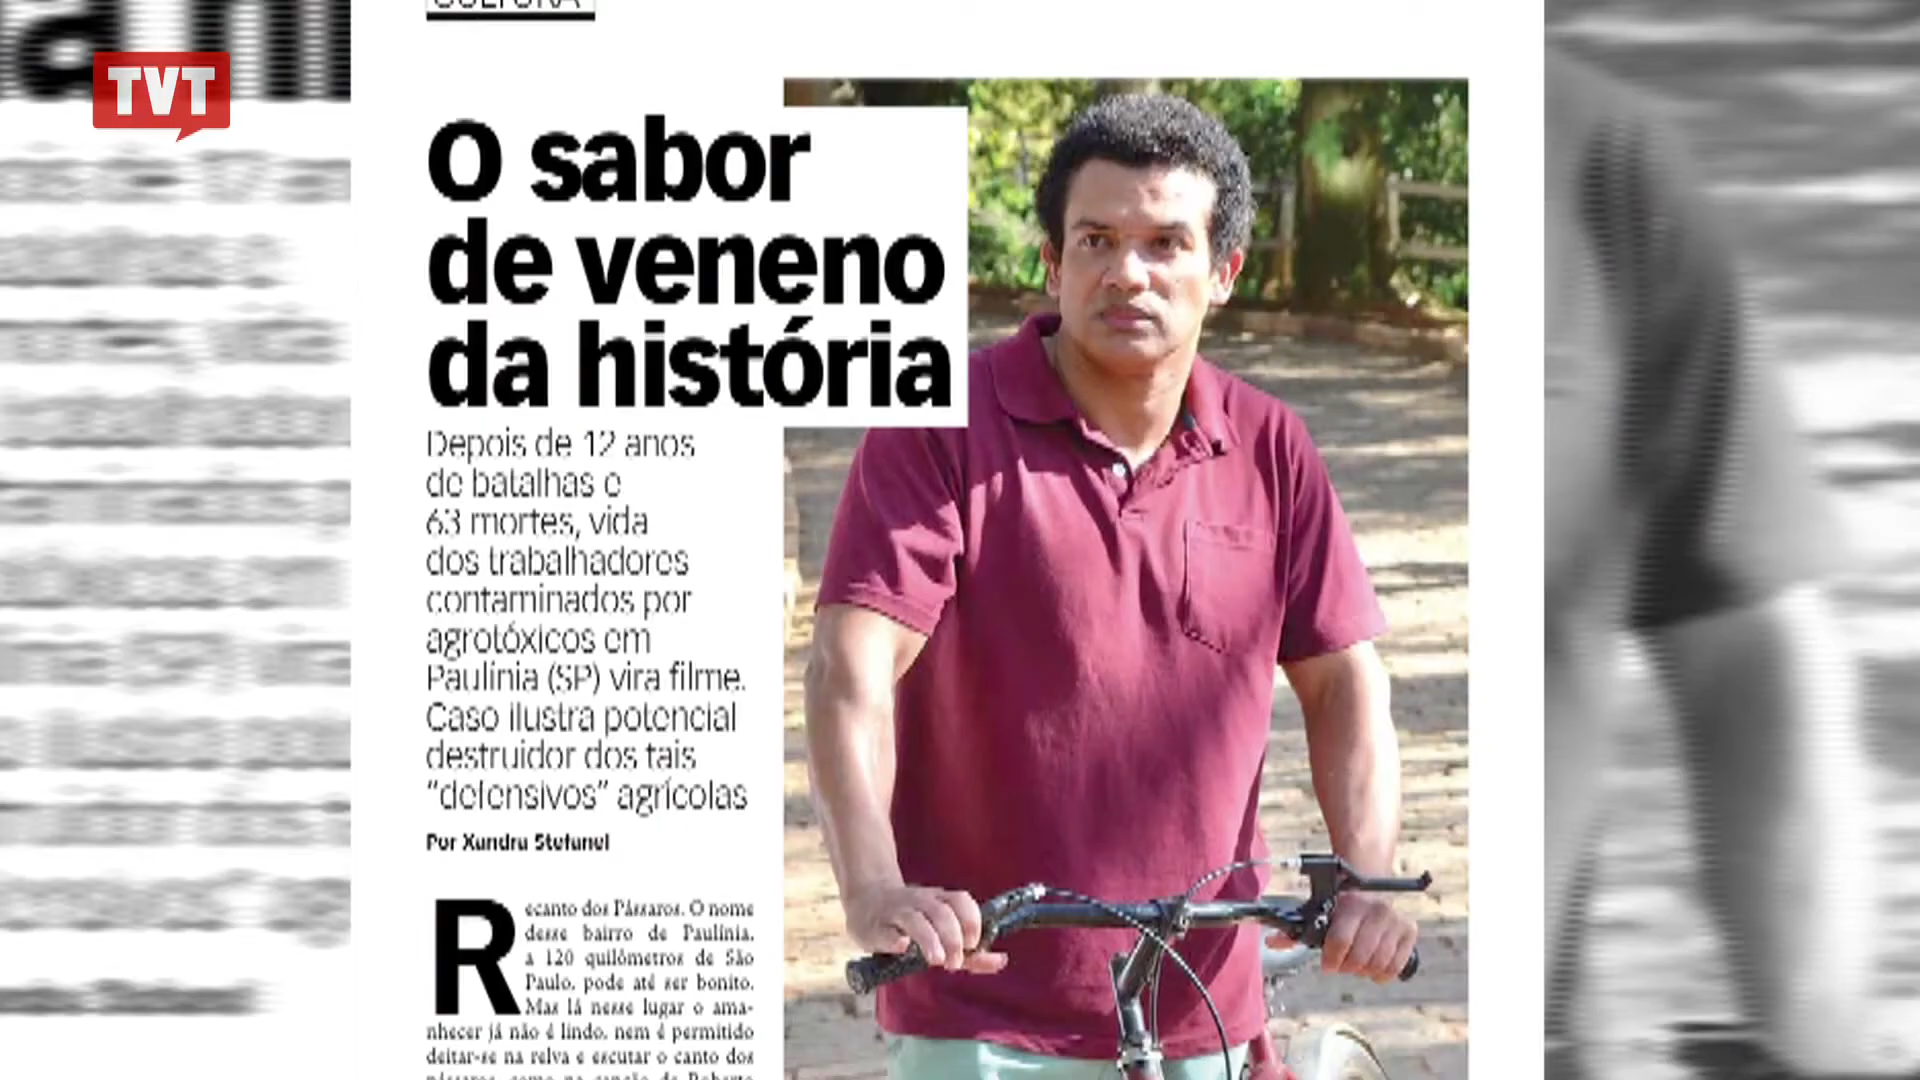 CULTURA
TVT
O sabor
de veneno
da história
Depois de 12 anos
de batalhas e
63 mortes, vida
dos trabalhadores
contaminados por
agrotóxicos em
Paulínia (SP) vira filme.
Caso ilustra potencial
destruidor dos tais
“defensivos” agrícolas
Por Xandra Stefanel
Recanto dos Pássaros. O nome
desse bairro de Paulínia,
a 120 quilômetros de São
Paulo, pode até ser bonito.
Mas lá nesse lugar o ama-
nhecer já não é lindo, nem é permitido
deitar-se na relva e escutar o canto dos